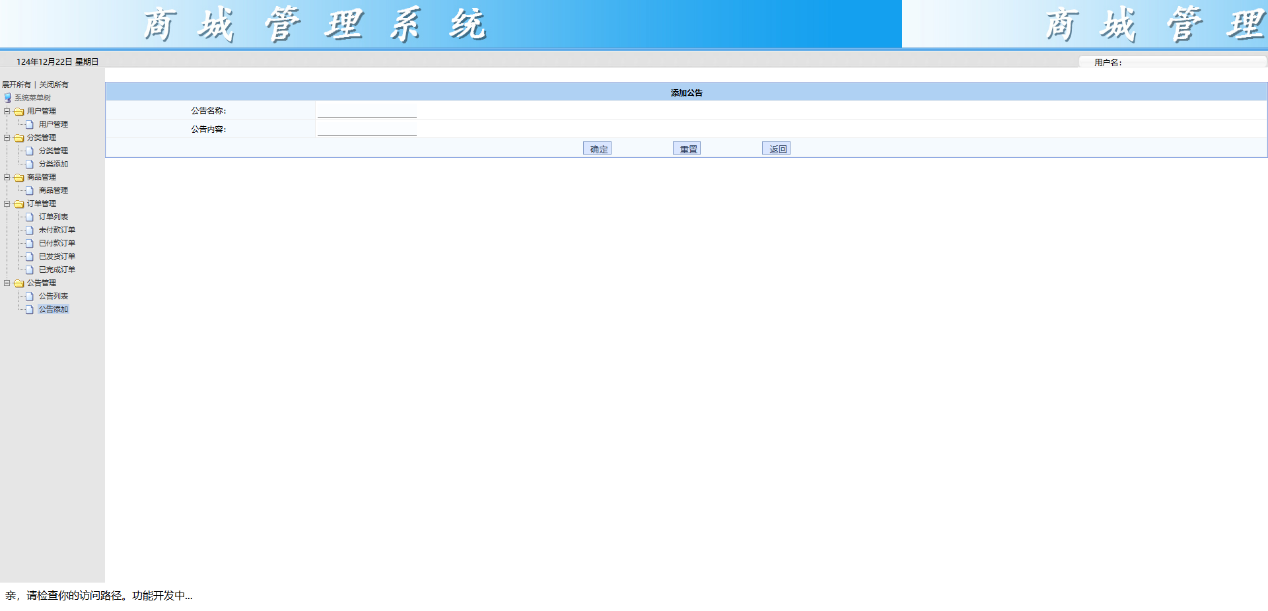 商城管理系统
商城管理
124年12月22日 星期日
用户名：
展开所有 | 关闭所有
系统菜单树
用户管理
用户管理
分类管理
分类管理
分类添加
商品管理
商品管理
订单管理
订单列表
未付款订单
已付款订单
已发货订单
已完成订单
公告管理
公告列表
公告添加
添加公告
公告名称：
公告内容：
确定 重置 返回
亲，请检查你的访问路径。功能开发中...